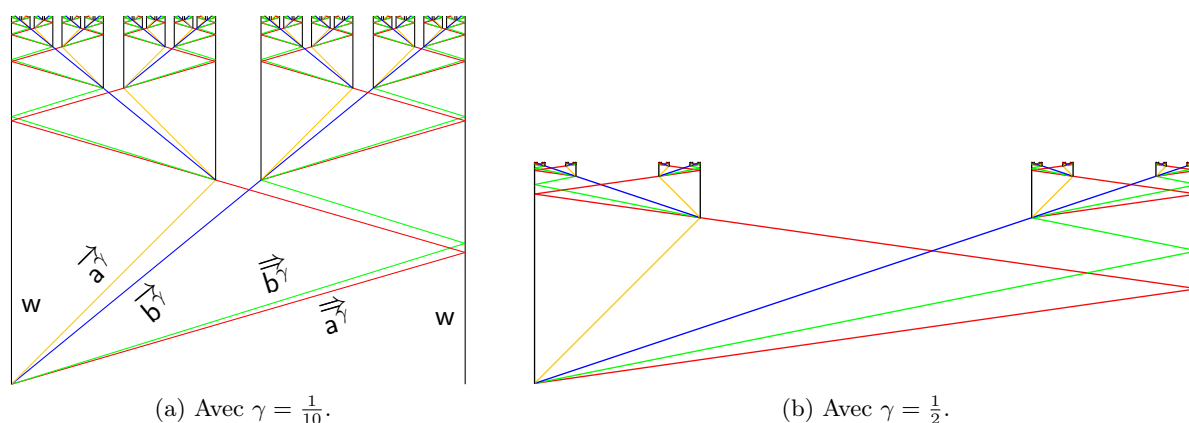 w
a⃗^γ
b⃗^γ
b⃗⃗^γ
a⃗⃗^γ
w
(a) Avec γ = 1/10.
(b) Avec γ = 1/2.